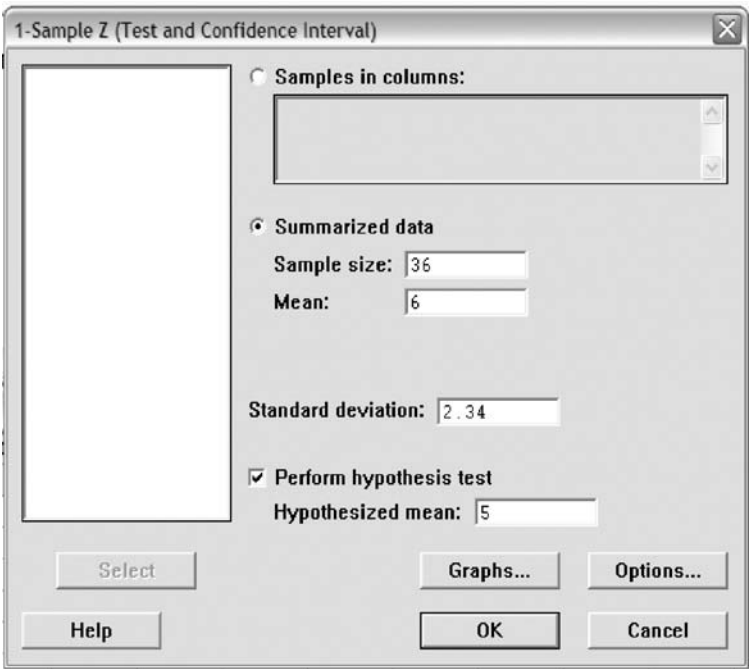 1-Sample Z (Test and Confidence Interval)
Samples in columns:
Summarized data
Sample size: 36
Mean: 6
Standard deviation: 2.34
Perform hypothesis test
Hypothesized mean: 5
Select
Graphs...
Options...
Help
OK
Cancel